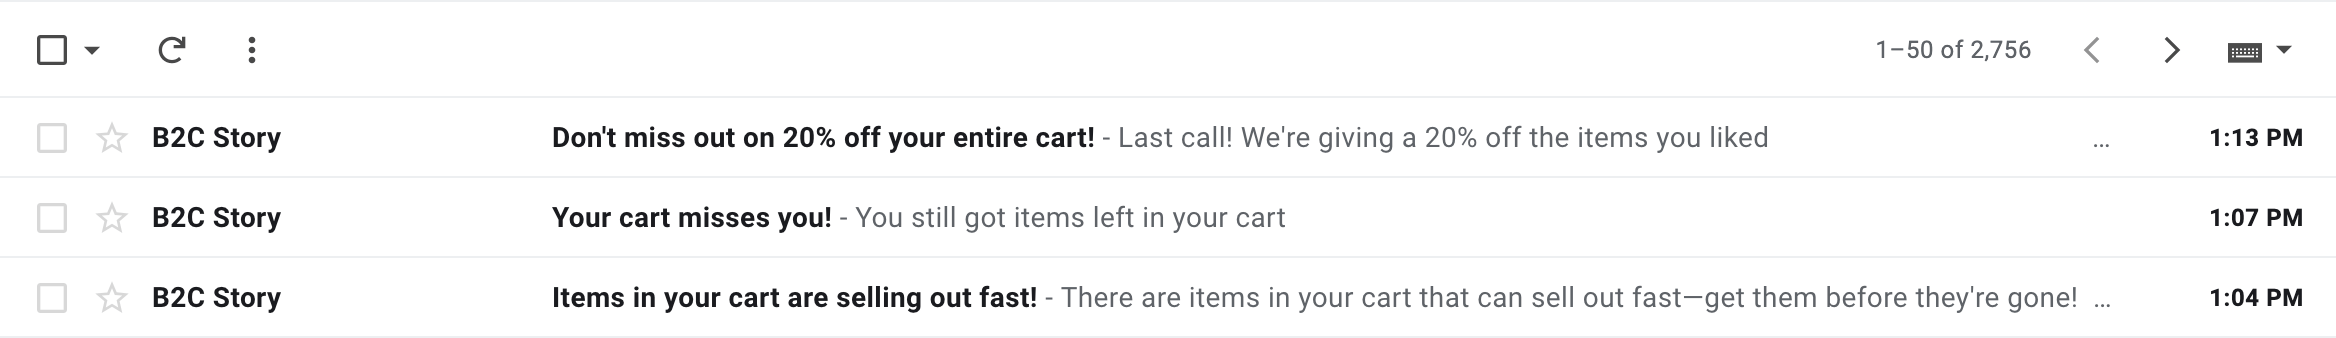 1–50 of 2,756
B2C Story Don't miss out on 20% off your entire cart! - Last call! We're giving a 20% off the items you liked ... 1:13 PM
B2C Story Your cart misses you! - You still got items left in your cart 1:07 PM
B2C Story Items in your cart are selling out fast! - There are items in your cart that can sell out fast—get them before they're gone! ... 1:04 PM